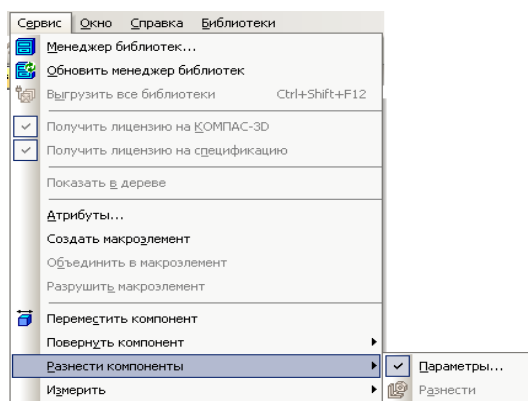 Сервис Окно Справка Библиотеки
Менеджер библиотек...
Обновить менеджер библиотек
Выгрузить все библиотеки Ctrl+Shift+F12
Получить лицензию на КОМПАС-3D
Получить лицензию на спецификацию
Показать в дереве
Атрибуты...
Создать макроэлемент
Объединить в макроэлемент
Разрушить макроэлемент
Переместить компонент
Повернуть компонент
Разнести компоненты Параметры...
Измерить Разнести